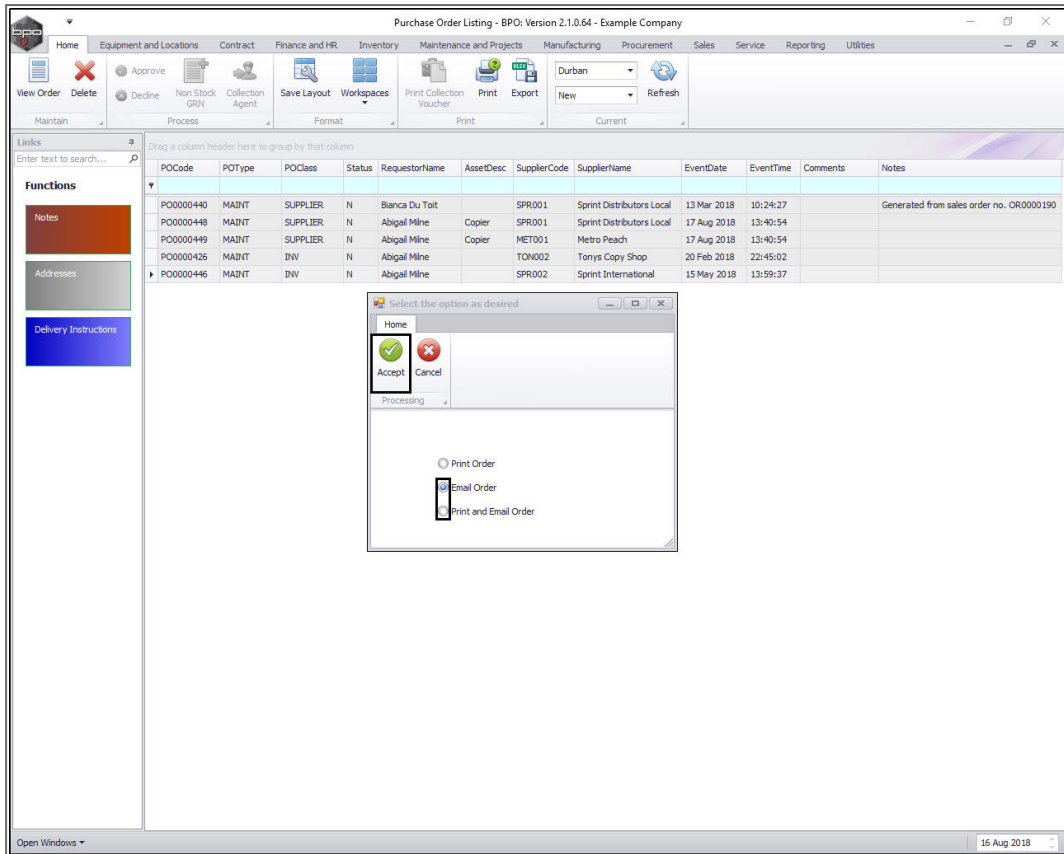 Purchase Order Listing - BPO: Version 2.1.0.64 - Example Company
bpo
Home Equipment and Locations Contract Finance and HR Inventory Maintenance and Projects Manufacturing Procurement Sales Service Reporting Utilities
View Order Delete Approve Decline Non Stock GRN Collection Agent Save Layout Workspaces Print Collection Voucher Print Export Durban New Refresh
Maintain Process Format Print Current
Links
Enter text to search...
Functions
Notes
Addresses
Delivery Instructions
Drag a column header here to group by that column
POCode POType POClass Status RequestorName AssetDesc SupplierCode SupplierName EventDate EventTime Comments Notes
PO0000440 MAINT SUPPLIER N Bianca Du Toit SPR001 Sprint Distributors Local 13 Mar 2018 10:24:27 Generated from sales order no. OR0000190
PO0000448 MAINT SUPPLIER N Abigail Milne Copier SPR001 Sprint Distributors Local 17 Aug 2018 13:40:54
PO0000449 MAINT SUPPLIER N Abigail Milne Copier MET001 Metro Peach 17 Aug 2018 13:40:54
PO0000426 MAINT INV N Abigail Milne TON002 Tonys Copy Shop 20 Feb 2018 22:45:02
PO0000446 MAINT INV N Abigail Milne SPR002 Sprint International 15 May 2018 13:59:37
Select the option as desired
Home
Accept Cancel
Processing
Print Order
Email Order
Print and Email Order
Open Windows
16 Aug 2018